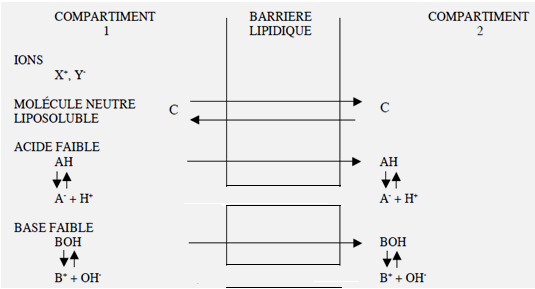 COMPARTIMENT BARRIERE COMPARTIMENT
1 LIPIDIQUE 2
IONS
X⁺, Y⁻
MOLÉCULE NEUTRE
LIPOSOLUBLE C C
ACIDE FAIBLE
AH AH
A⁻ + H⁺ A⁻ + H⁺
BASE FAIBLE
BOH BOH
B⁺ + OH⁻ B⁺ + OH⁻